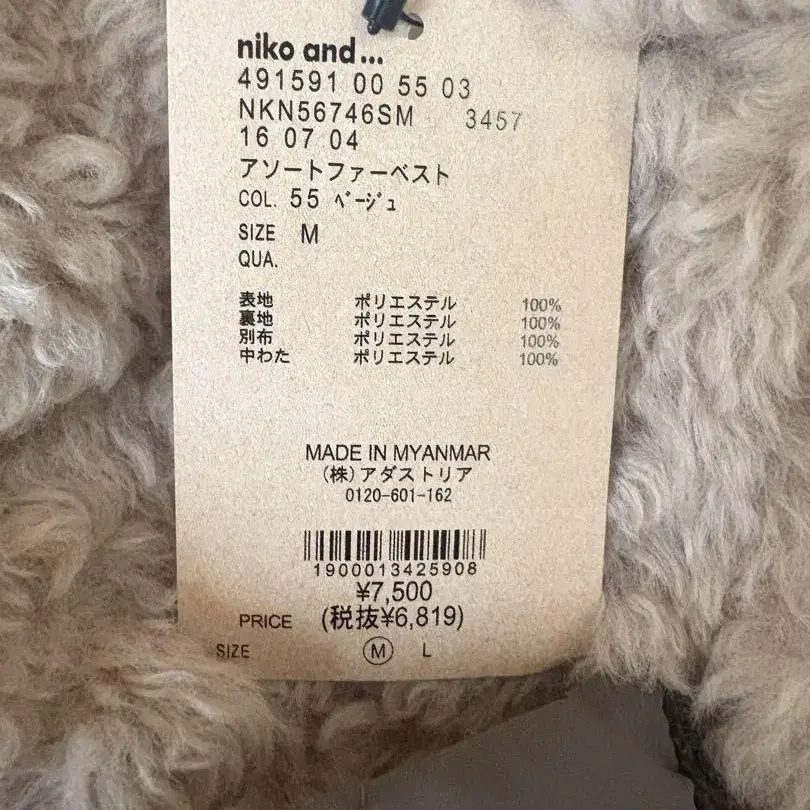 niko and...
491591 00 55 03
NKN56746SM 3457
16 07 04
アソートファーベスト
COL. 55 ﾍﾞｰｼﾞｭ
SIZE M
QUA.
表地 ポリエステル 100%
裏地 ポリエステル 100%
別布 ポリエステル 100%
中わた ポリエステル 100%
MADE IN MYANMAR
(株)アダストリア
0120-601-162
1900013425908
¥7,500
PRICE (税抜¥6,819)
SIZE M L